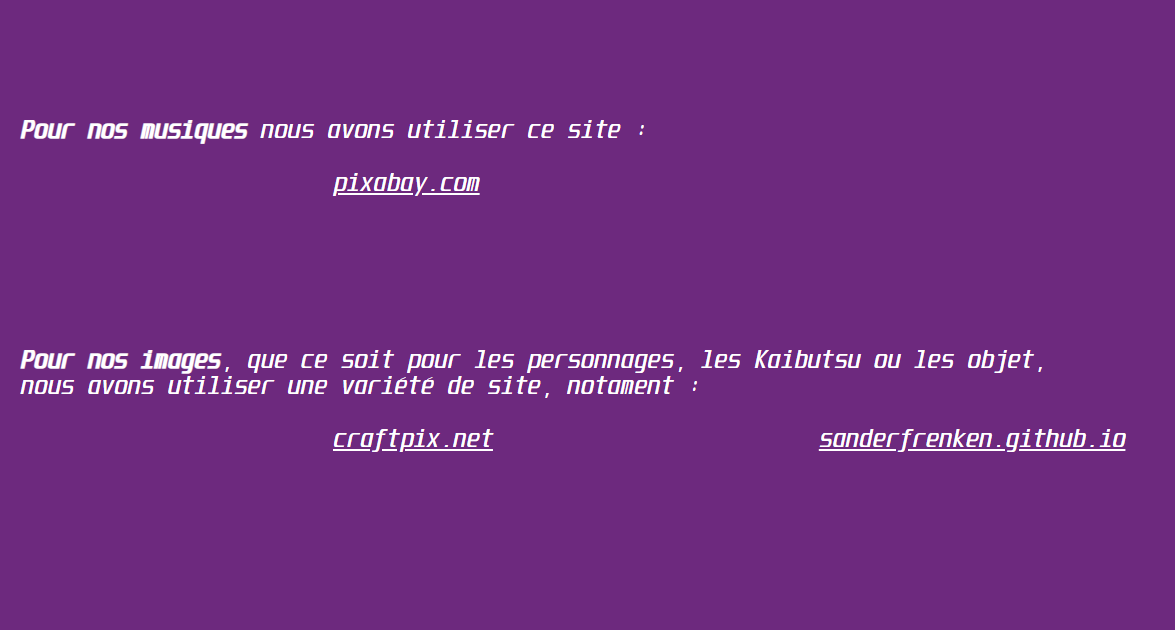 Pour nos musiques nous avons utiliser ce site :
pixabay.com
Pour nos images, que ce soit pour les personnages, les Kaibutsu ou les objet,
nous avons utiliser une variété de site, notament :
craftpix.net sanderfrenken.github.io